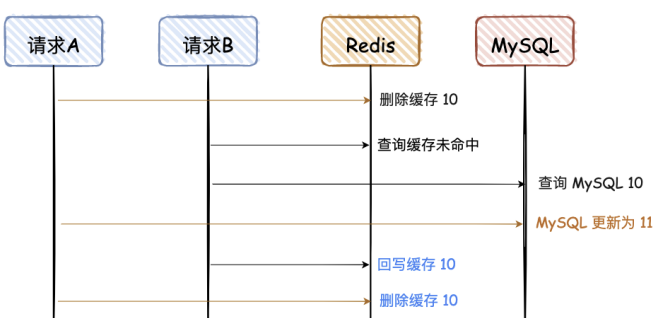 请求A
请求B
Redis
MySQL
删除缓存 10
查询缓存未命中
查询 MySQL 10
MySQL 更新为 11
回写缓存 10
删除缓存 10